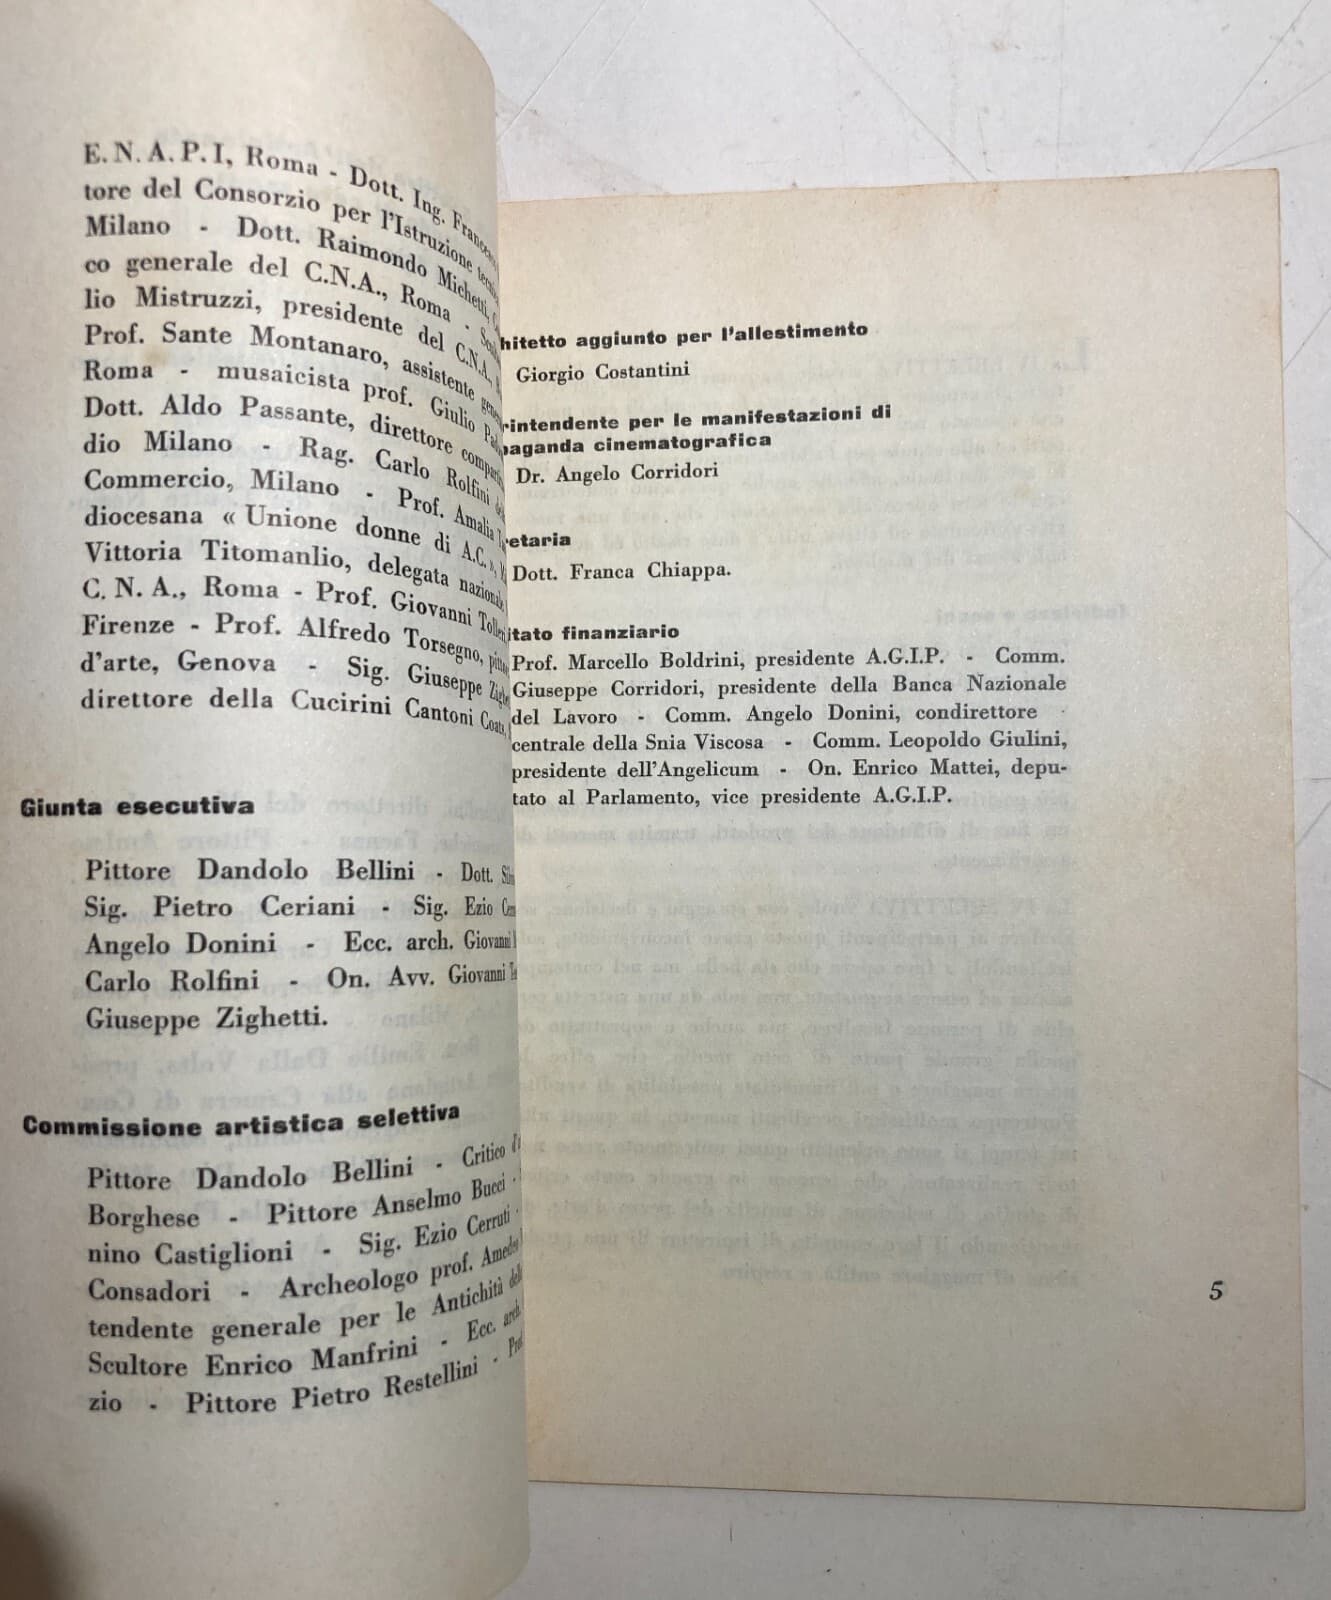 E. N. A. P. I, Roma - Dott. Ing. Francesco
tore del Consorzio per l'Istruzione
Milano - Dott. Raimondo Michetti,
co generale del C.N.A., Roma -
lio Mistruzzi, presidente del C.N.A.,
Prof. Sante Montanaro, assistente
Roma - musaicista prof. Giulio
Dott. Aldo Passante, direttore
dio Milano - Rag. Carlo Rolfini
Commercio, Milano - Prof. Amalia
diocesana « Unione donne di A.C. »,
Vittoria Titomanlio, delegata nazionale
C. N. A., Roma - Prof. Giovanni
Firenze - Prof. Alfredo Torsegno,
d'arte, Genova - Sig. Giuseppe
direttore della Cucirini Cantoni Coats,
Giunta esecutiva
Pittore Dandolo Bellini - Dott.
Sig. Pietro Ceriani - Sig. Ezio
Angelo Donini - Ecc. arch. Giovanni
Carlo Rolfini - On. Avv. Giovanni
Giuseppe Zighetti.
Commissione artistica selettiva
Pittore Dandolo Bellini - Critico
Borghese - Pittore Anselmo Bucci -
nino Castiglioni - Sig. Ezio Cerruti -
Consadori - Archeologo prof. Amedeo
tendente generale per le Antichità
Scultore Enrico Manfrini - Ecc. arch.
zio - Pittore Pietro Restellini -
hitetto aggiunto per l'allestimento
Giorgio Costantini
rintendente per le manifestazioni di
paganda cinematografica
Dr. Angelo Corridori
etaria
Dott. Franca Chiappa.
itato finanziario
Prof. Marcello Boldrini, presidente A.G.I.P. - Comm.
Giuseppe Corridori, presidente della Banca Nazionale
del Lavoro - Comm. Angelo Donini, condirettore
centrale della Snia Viscosa - Comm. Leopoldo Giulini,
presidente dell'Angelicum - On. Enrico Mattei, depu-
tato al Parlamento, vice presidente A.G.I.P.
5